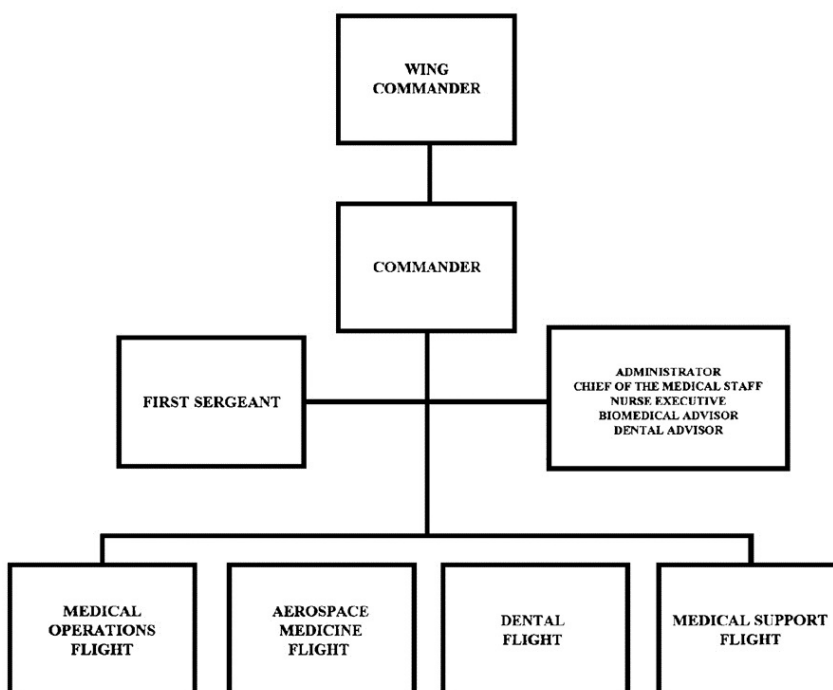 WING
COMMANDER
COMMANDER
FIRST SERGEANT
ADMINISTRATOR
CHIEF OF THE MEDICAL STAFF
NURSE EXECUTIVE
BIOMEDICAL ADVISOR
DENTAL ADVISOR
MEDICAL
OPERATIONS
FLIGHT
AEROSPACE
MEDICINE
FLIGHT
DENTAL
FLIGHT
MEDICAL SUPPORT
FLIGHT